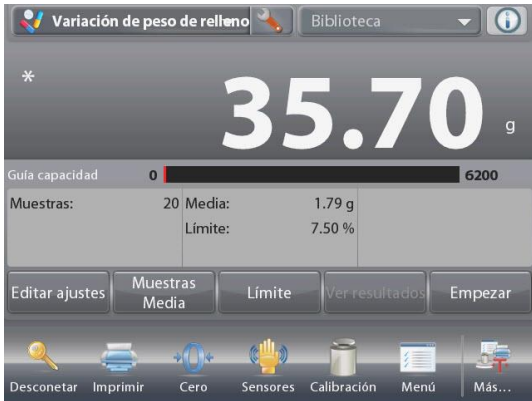 Variación de peso de relleno
Biblioteca
*
35.70 g
Guía capacidad 0 6200
Muestras: 20 Media: 1.79 g
Límite: 7.50 %
Editar ajustes
Muestras
Media
Límite
Ver resultados
Empezar
Desconetar Imprimir Cero Sensores Calibración Menú Más...